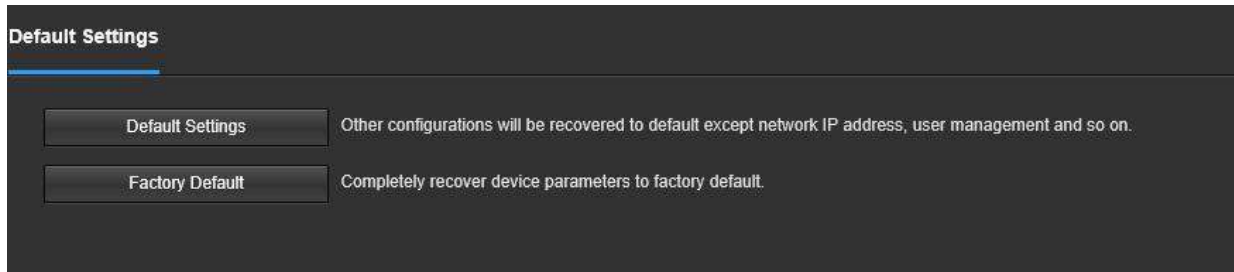 Default Settings
Default Settings
Other configurations will be recovered to default except network IP address, user management and so on.
Factory Default
Completely recover device parameters to factory default.